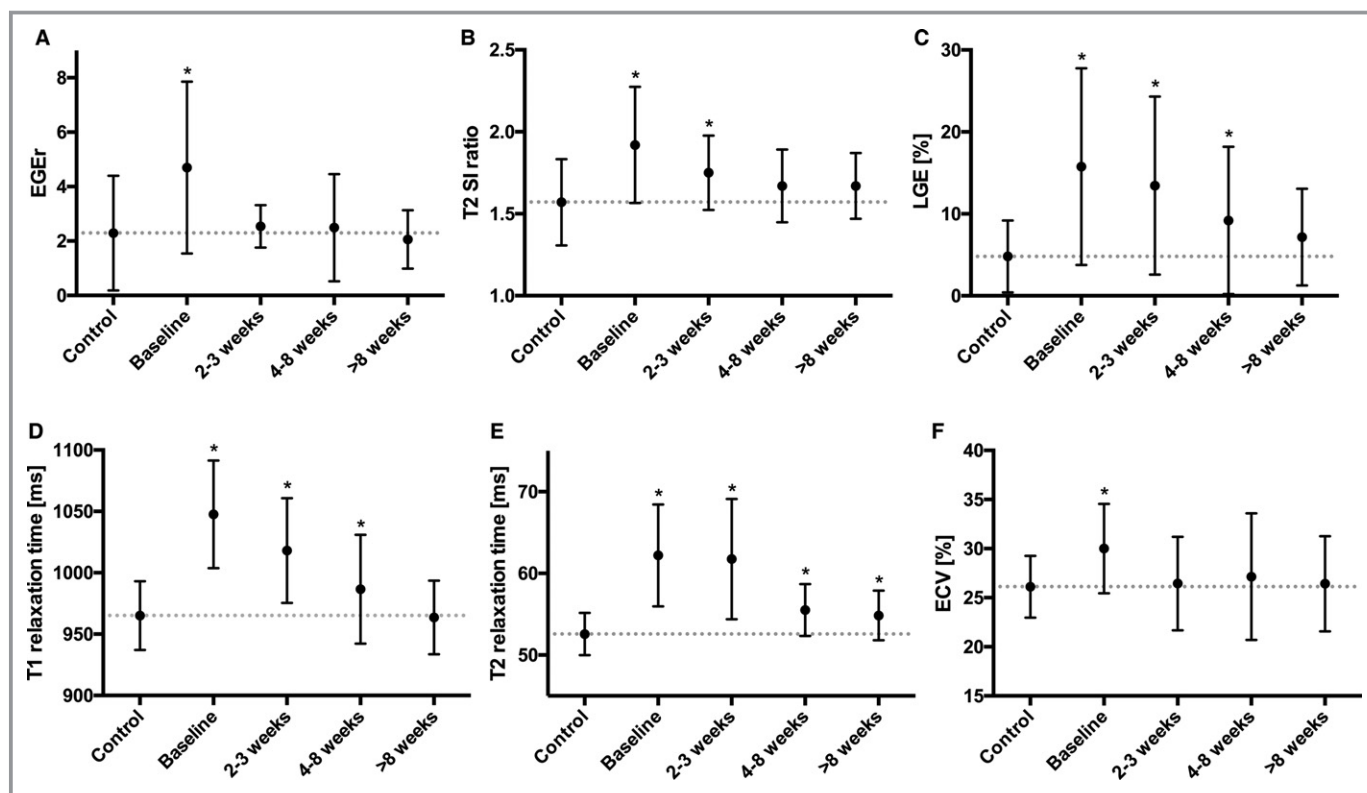 A
EGEr
8
6
4
2
0
*
Control
Baseline
2-3 weeks
4-8 weeks
>8 weeks
B
T2 SI ratio
2.5
2.0
1.5
1.0
*
*
Control
Baseline
2-3 weeks
4-8 weeks
>8 weeks
C
LGE [%]
30
20
10
0
*
*
*
Control
Baseline
2-3 weeks
4-8 weeks
>8 weeks
D
T1 relaxation time [ms]
1100
1050
1000
950
900
*
*
*
Control
Baseline
2-3 weeks
4-8 weeks
>8 weeks
E
T2 relaxation time [ms]
70
60
50
*
*
*
*
Control
Baseline
2-3 weeks
4-8 weeks
>8 weeks
F
ECV [%]
40
35
30
25
20
15
*
Control
Baseline
2-3 weeks
4-8 weeks
>8 weeks